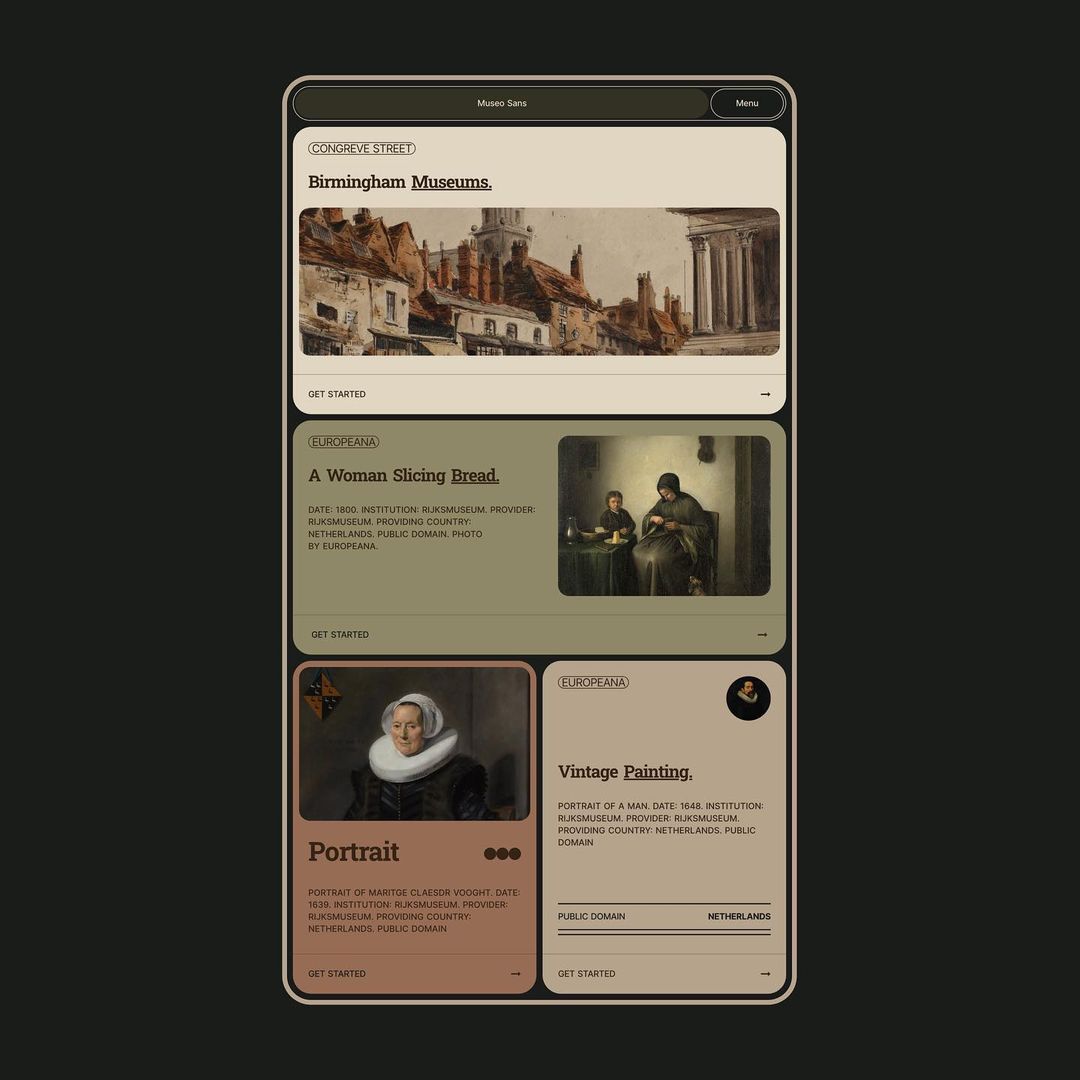 Museo Sans
Menu
CONGREVE STREET
Birmingham Museums.
GET STARTED
EUROPEANA
A Woman Slicing Bread.
DATE: 1800. INSTITUTION: RIJKSMUSEUM. PROVIDER:
RIJKSMUSEUM. PROVIDING COUNTRY:
NETHERLANDS. PUBLIC DOMAIN. PHOTO
BY EUROPEANA.
GET STARTED
Portrait
PORTRAIT OF MARITGE CLAESDR VOOGHT. DATE:
1639. INSTITUTION: RIJKSMUSEUM. PROVIDER:
RIJKSMUSEUM. PROVIDING COUNTRY:
NETHERLANDS. PUBLIC DOMAIN
GET STARTED
EUROPEANA
Vintage Painting.
PORTRAIT OF A MAN. DATE: 1648. INSTITUTION:
RIJKSMUSEUM. PROVIDER: RIJKSMUSEUM.
PROVIDING COUNTRY: NETHERLANDS. PUBLIC
DOMAIN
PUBLIC DOMAIN NETHERLANDS
GET STARTED